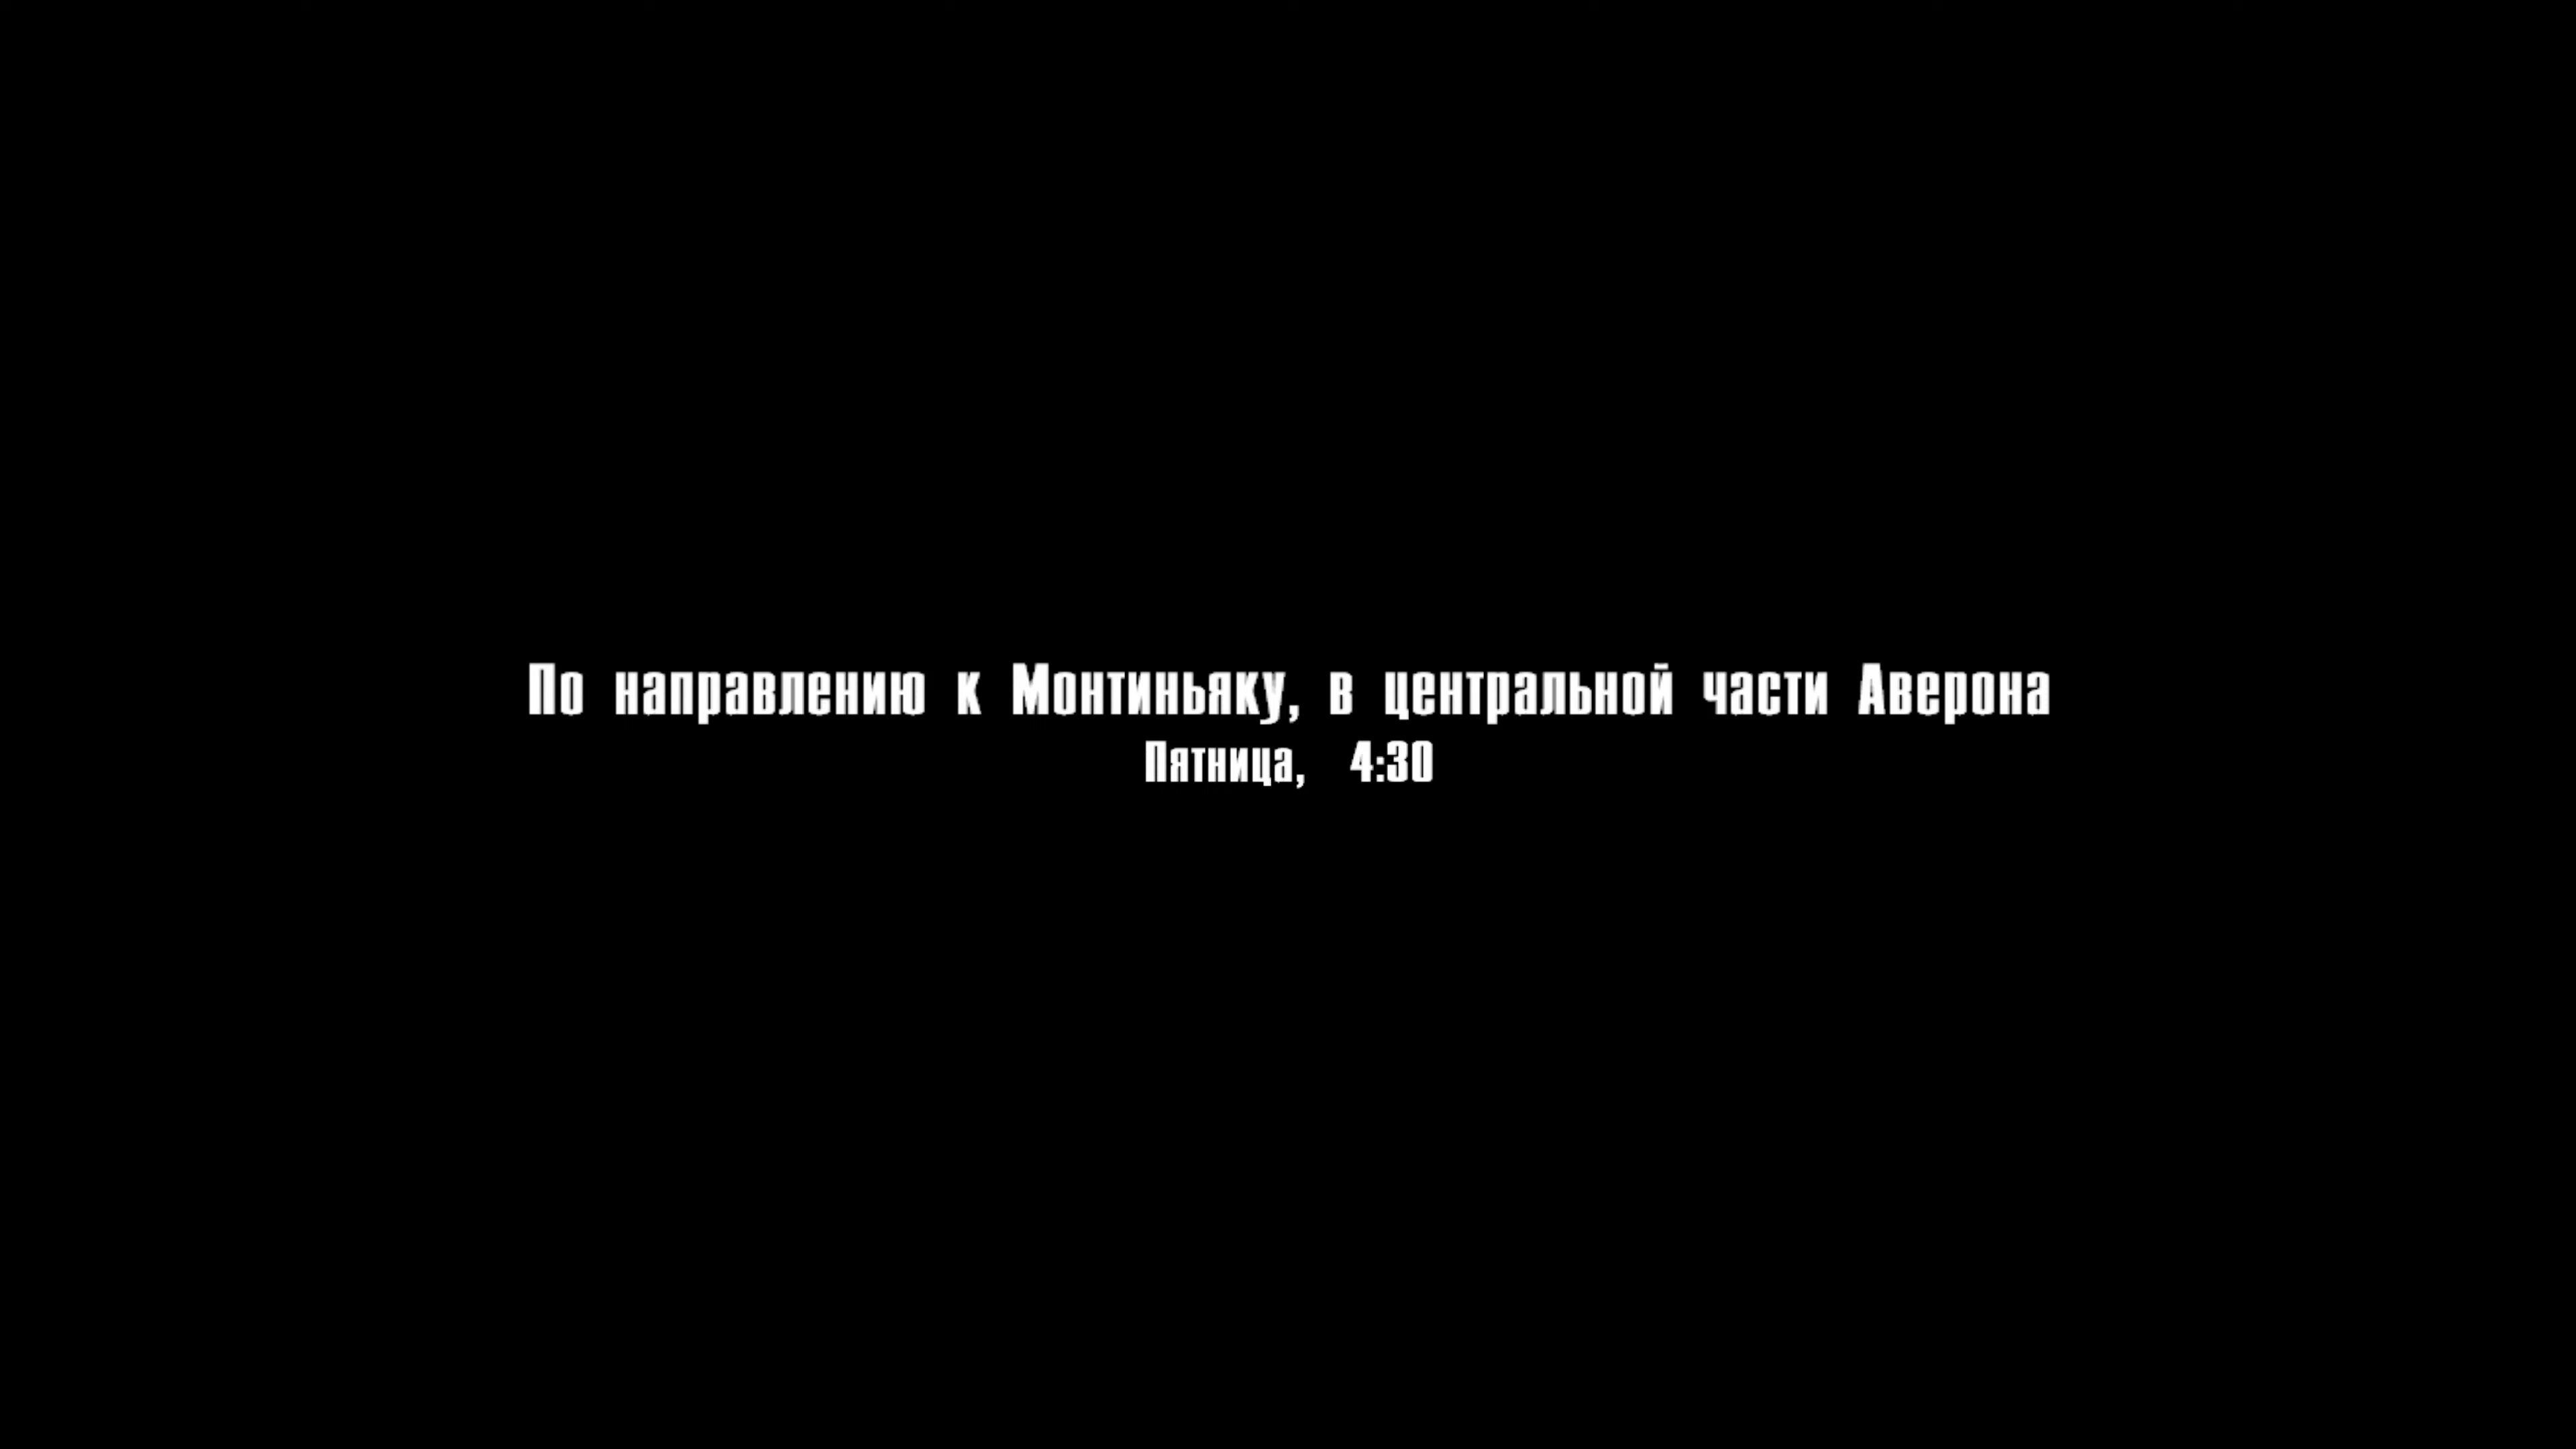 По направлению к Монтиньяку, в центральной части Аверона
Пятница, 4:30